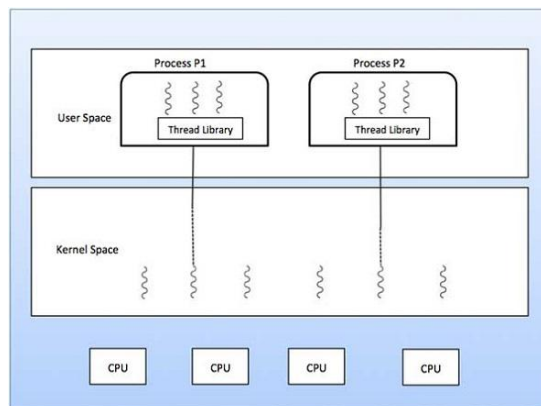 Process P1
Process P2
User Space
Thread Library
Thread Library
Kernel Space
CPU
CPU
CPU
CPU